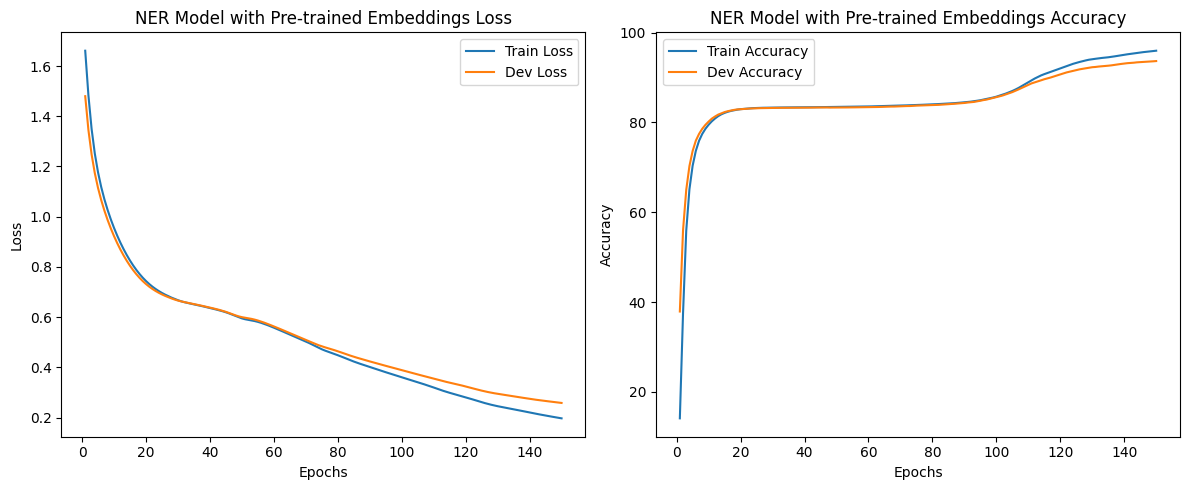 NER Model with Pre-trained Embeddings Loss
Train Loss
Dev Loss
1.6
1.4
1.2
1.0
0.8
0.6
0.4
0.2
Loss
0 20 40 60 80 100 120 140
Epochs
NER Model with Pre-trained Embeddings Accuracy
Train Accuracy
Dev Accuracy
100
80
60
40
20
Accuracy
0 20 40 60 80 100 120 140
Epochs